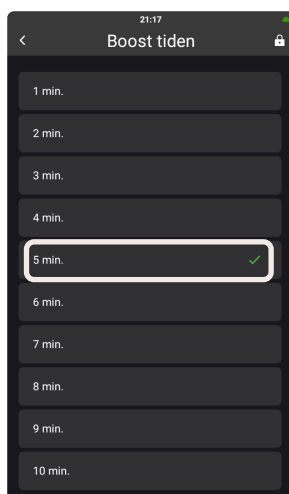 21:17
Boost tiden
1 min.
2 min.
3 min.
4 min.
5 min.
6 min.
7 min.
8 min.
9 min.
10 min.